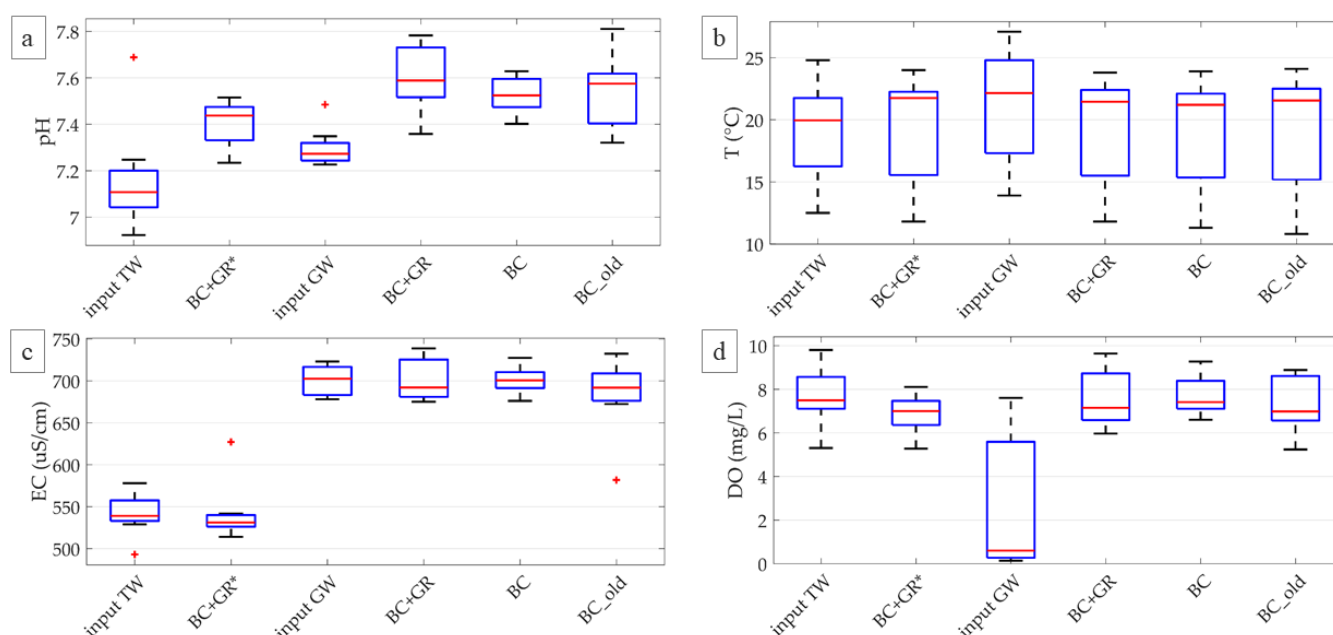 a
pH
7.8
7.6
7.4
7.2
7
input TW
BC+GR*
input GW
BC+GR
BC
BC_old
b
T (°C)
25
20
15
10
input TW
BC+GR*
input GW
BC+GR
BC
BC_old
c
EC (uS/cm)
750
700
650
600
550
500
input TW
BC+GR*
input GW
BC+GR
BC
BC_old
d
DO (mg/L)
10
8
6
4
2
0
input TW
BC+GR*
input GW
BC+GR
BC
BC_old